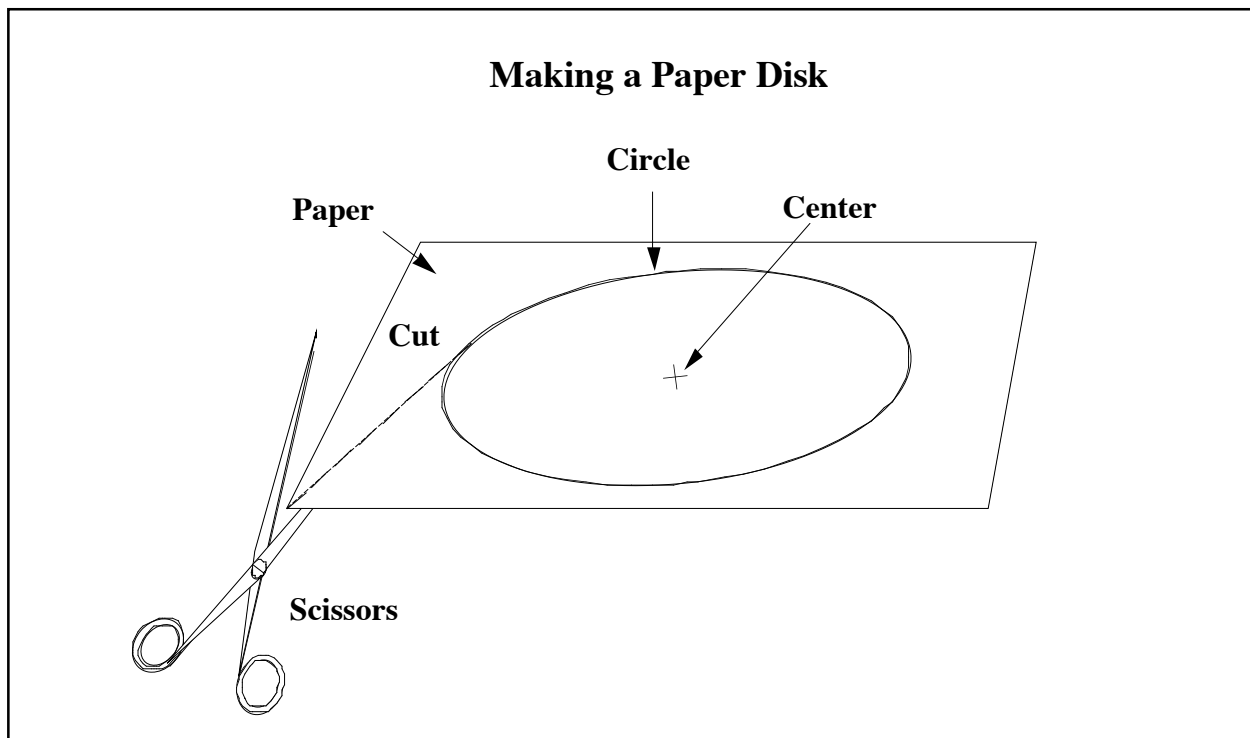 Making a Paper Disk
Circle
Paper
Center
Cut
Scissors